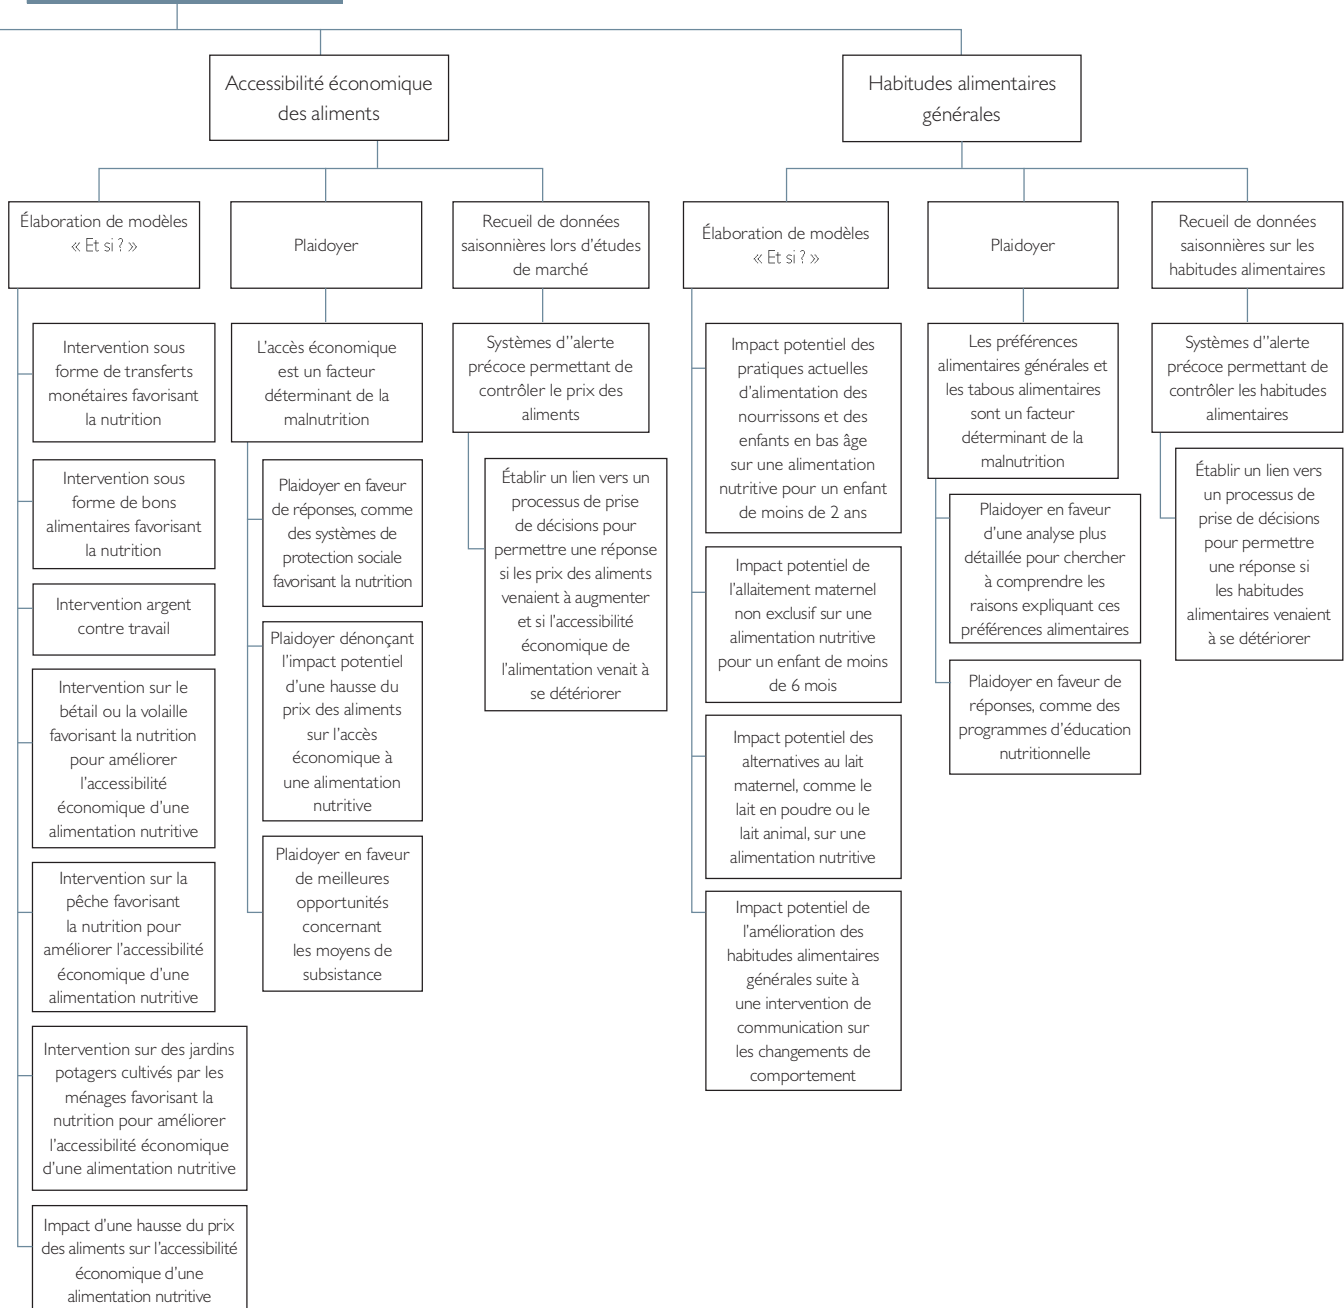 Accessibilité économique
des aliments
Élaboration de modèles
« Et si ? »
Intervention sous
forme de transferts
monétaires favorisant
la nutrition
Intervention sous
forme de bons
alimentaires favorisant
la nutrition
Intervention argent
contre travail
Intervention sur le
bétail ou la volaille
favorisant la nutrition
pour améliorer
l’accessibilité
économique d’une
alimentation nutritive
Intervention sur la
pêche favorisant
la nutrition pour
améliorer l’accessibilité
économique d’une
alimentation nutritive
Intervention sur des jardins
potagers cultivés par les
ménages favorisant la
nutrition pour améliorer
l’accessibilité économique
d’une alimentation nutritive
Impact d’une hausse du prix
des aliments sur l’accessibilité
économique d’une
alimentation nutritive
Plaidoyer
L’accès économique
est un facteur
déterminant de la
malnutrition
Plaidoyer en faveur
de réponses, comme
des systèmes de
protection sociale
favorisant la nutrition
Plaidoyer dénonçant
l’impact potentiel
d’une hausse du
prix des aliments
sur l’accès
économique à
une alimentation
nutritive
Plaidoyer en faveur
de meilleures
opportunités
concernant
les moyens de
subsistance
Recueil de données
saisonnières lors d’études
de marché
Systèmes d’’alerte
précoce permettant de
contrôler le prix des
aliments
Établir un lien vers un
processus de prise
de décisions pour
permettre une réponse
si les prix des aliments
venaient à augmenter
et si l’accessibilité
économique de
l’alimentation venait à
se détériorer
Habitudes alimentaires
générales
Élaboration de modèles
« Et si ? »
Impact potentiel des
pratiques actuelles
d’alimentation des
nourrissons et des
enfants en bas âge
sur une alimentation
nutritive pour un enfant
de moins de 2 ans
Impact potentiel de
l’allaitement maternel
non exclusif sur une
alimentation nutritive
pour un enfant de moins
de 6 mois
Impact potentiel des
alternatives au lait
maternel, comme le
lait en poudre ou le
lait animal, sur une
alimentation nutritive
Impact potentiel de
l’amélioration des
habitudes alimentaires
générales suite à
une intervention de
communication sur
les changements de
comportement
Plaidoyer
Les préférences
alimentaires générales et
les tabous alimentaires
sont un facteur
déterminant de la
malnutrition
Plaidoyer en faveur
d’une analyse plus
détaillée pour chercher
à comprendre les
raisons expliquant ces
préférences alimentaires
Plaidoyer en faveur de
réponses, comme des
programmes d’éducation
nutritionnelle
Recueil de données
saisonnières sur les
habitudes alimentaires
Systèmes d’’alerte
précoce permettant de
contrôler les habitudes
alimentaires
Établir un lien vers
un processus de
prise de décisions
pour permettre
une réponse si
les habitudes
alimentaires venaient
à se détériorer